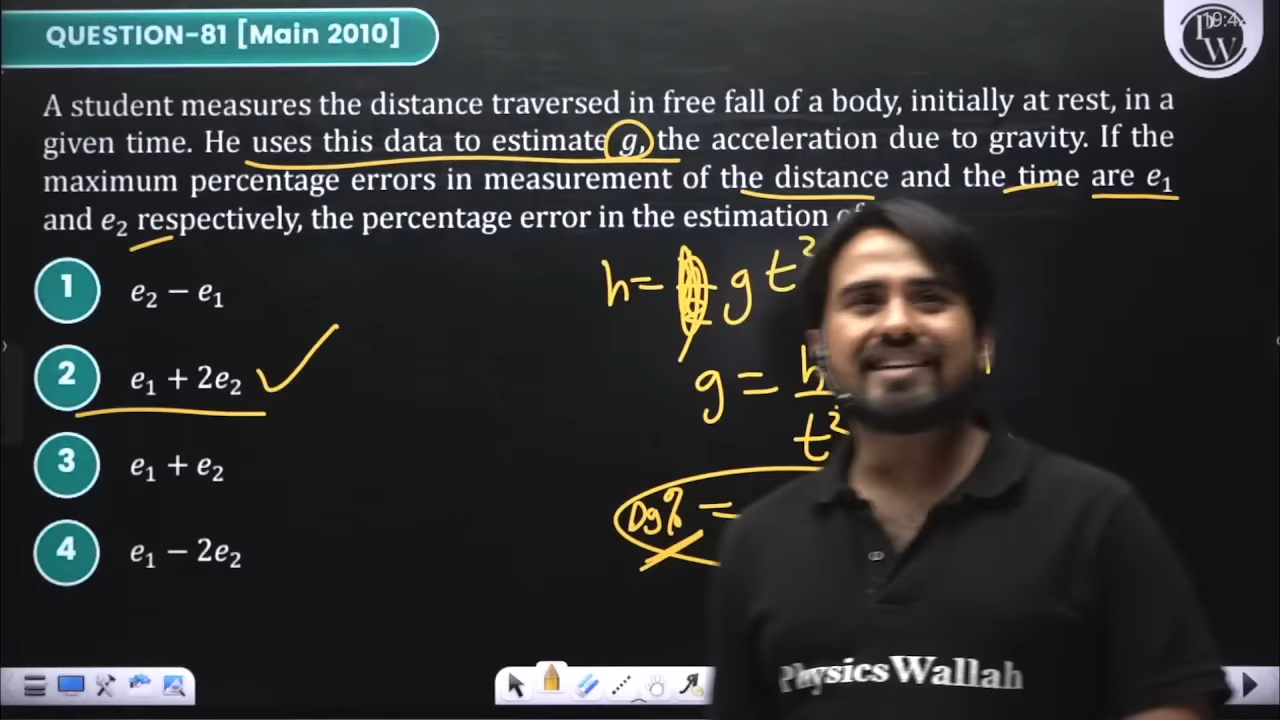 QUESTION-81 [Main 2010]
A student measures the distance traversed in free fall of a body, initially at rest, in a
given time. He uses this data to estimate g, the acceleration due to gravity. If the
maximum percentage errors in measurement of the distance and the time are e₁
and e₂ respectively, the percentage error in the estimation
1 e₂ − e₁
2 e₁ + 2e₂
3 e₁ + e₂
4 e₁ − 2e₂
h = g t²
g = h
t²
Δg% =
PhysicsWallah